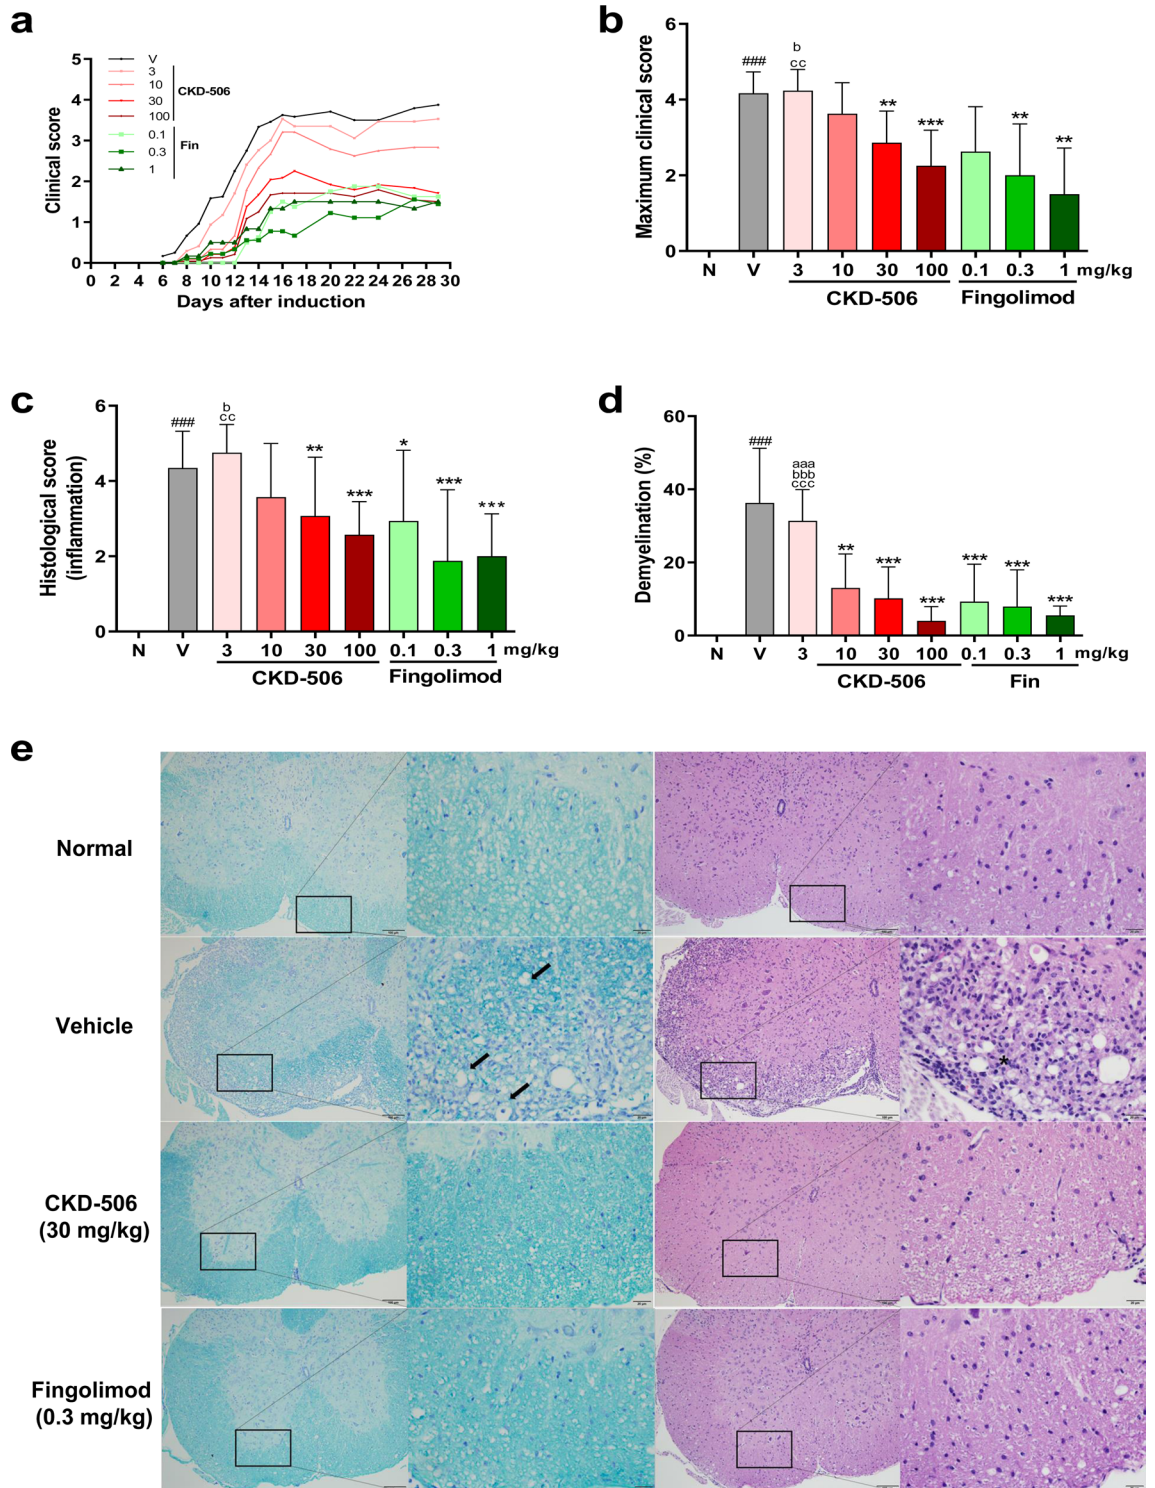 a
5
4
3
2
1
0
Clinical score
V
3
10
30
100
CKD-506
0.1
0.3
1
Fin
0 2 4 6 8 10 12 14 16 18 20 22 24 26 28 30
Days after induction
b
6
4
2
0
Maximum clinical score
###
b
cc
**
***
**
**
N V 3 10 30 100 0.1 0.3 1 mg/kg
CKD-506 Fingolimod
c
6
4
2
0
Histological score
(inflammation)
###
b
cc
**
***
*
***
***
N V 3 10 30 100 0.1 0.3 1 mg/kg
CKD-506 Fingolimod
d
60
40
20
0
Demyelination (%)
###
aaa
bbb
ccc
**
***
***
***
***
***
N V 3 10 30 100 0.1 0.3 1 mg/kg
CKD-506 Fin
e
Normal
Vehicle
*
CKD-506
(30 mg/kg)
Fingolimod
(0.3 mg/kg)